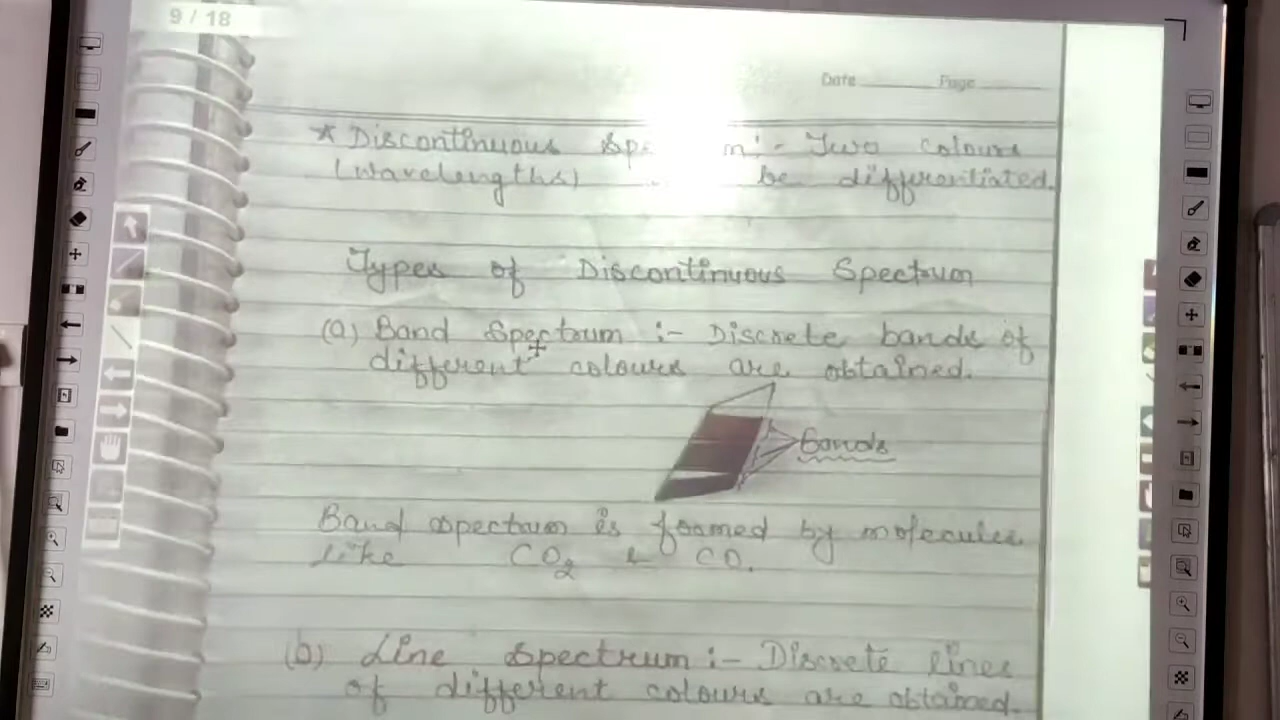 9 / 18
Date Page
* Discontinuous Spe m :- Two colours
(wavelengths) be differentiated.
Types of Discontinuous Spectrum
(a) Band Spectrum :- Discrete bands of
different colours are obtained.
Bands
Band spectrum is formed by molecules
like CO₂ & CO.
(b) Line Spectrum :- Discrete lines
of different colours are obtained.